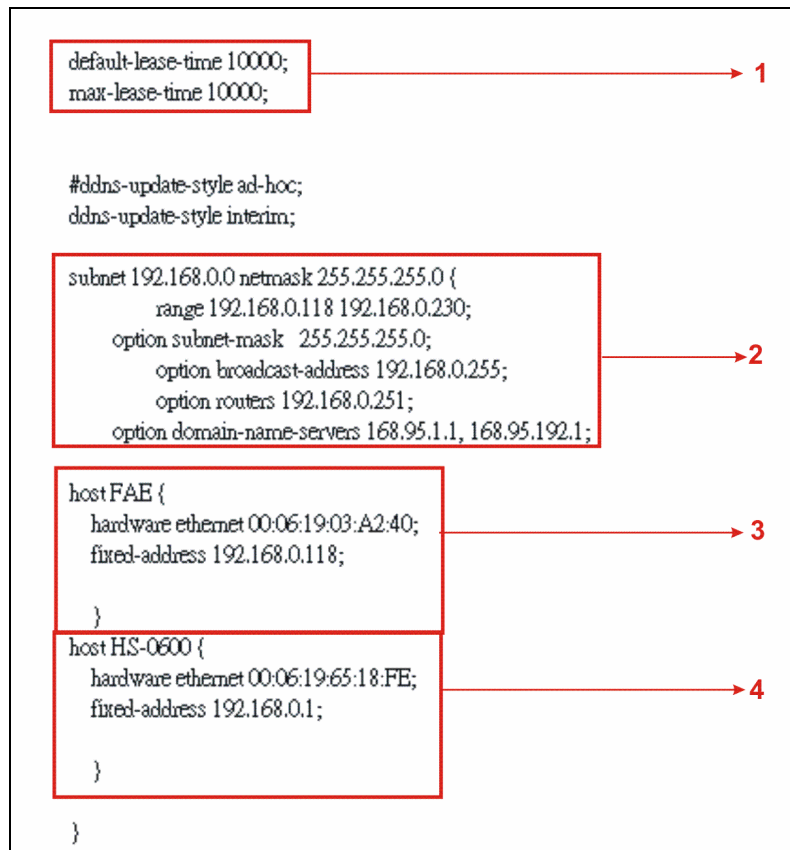 default-lease-time 10000;
max-lease-time 10000;
1
#ddns-update-style ad-hoc;
ddns-update-style interim;
subnet 192.168.0.0 netmask 255.255.255.0 {
range 192.168.0.118 192.168.0.230;
option subnet-mask 255.255.255.0;
option broadcast-address 192.168.0.255;
option routers 192.168.0.251;
option domain-name-servers 168.95.1.1, 168.95.192.1;
2
host FAE {
hardware ethernet 00:06:19:03:A2:40;
fixed-address 192.168.0.118;
}
3
host HS-0600 {
hardware ethernet 00:06:19:65:18:FE;
fixed-address 192.168.0.1;
}
4
}